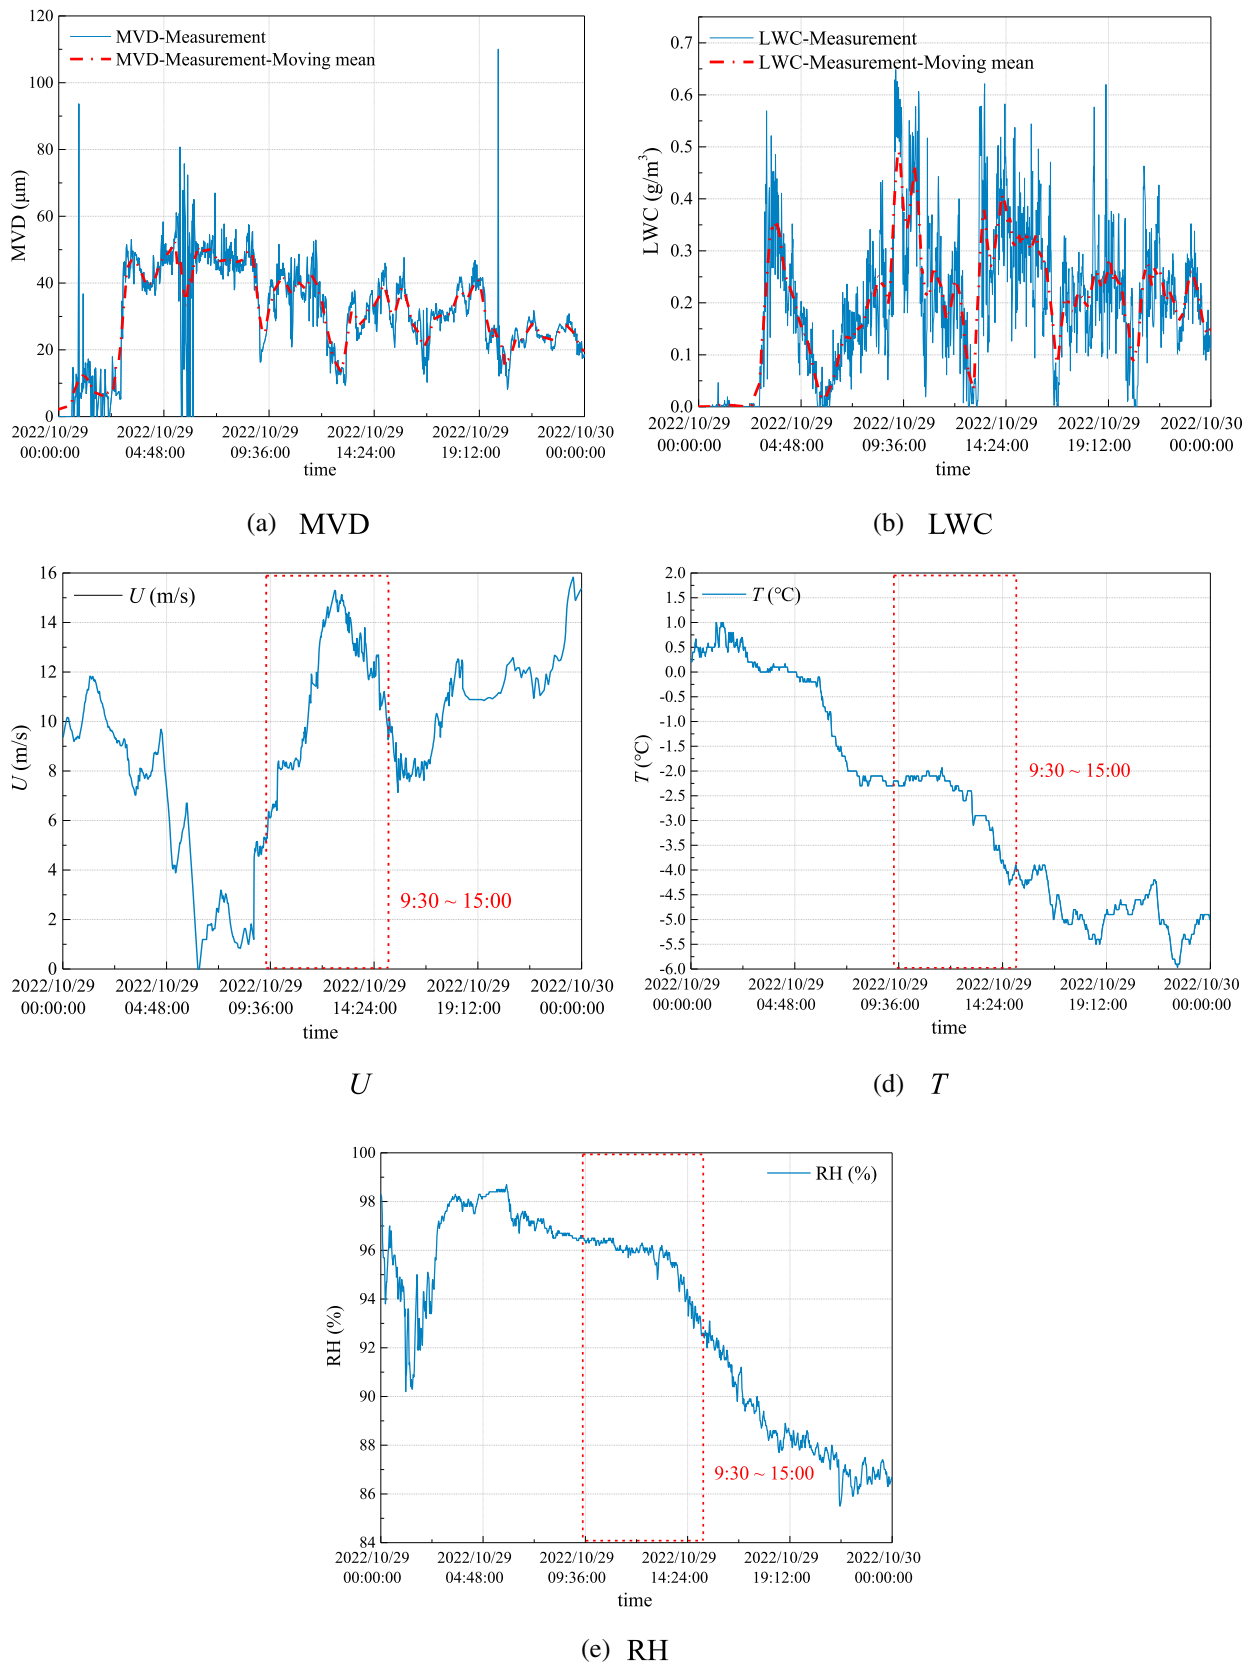 MVD-Measurement
MVD-Measurement-Moving mean
120
100
80
60
40
20
0
MVD (μm)
2022/10/29 2022/10/29 2022/10/29 2022/10/29 2022/10/29 2022/10/30
00:00:00 04:48:00 09:36:00 14:24:00 19:12:00 00:00:00
time
(a) MVD
LWC-Measurement
LWC-Measurement-Moving mean
0.7
0.6
0.5
0.4
0.3
0.2
0.1
0.0
LWC (g/m³)
2022/10/29 2022/10/29 2022/10/29 2022/10/29 2022/10/29 2022/10/30
00:00:00 04:48:00 09:36:00 14:24:00 19:12:00 00:00:00
time
(b) LWC
U (m/s)
16
14
12
10
8
6
4
2
0
U (m/s)
9:30 ~ 15:00
2022/10/29 2022/10/29 2022/10/29 2022/10/29 2022/10/29 2022/10/30
00:00:00 04:48:00 09:36:00 14:24:00 19:12:00 00:00:00
time
U
T (°C)
2.0
1.5
1.0
0.5
0.0
-0.5
-1.0
-1.5
-2.0
-2.5
-3.0
-3.5
-4.0
-4.5
-5.0
-5.5
-6.0
T (°C)
9:30 ~ 15:00
2022/10/29 2022/10/29 2022/10/29 2022/10/29 2022/10/29 2022/10/30
00:00:00 04:48:00 09:36:00 14:24:00 19:12:00 00:00:00
time
(d) T
RH (%)
100
98
96
94
92
90
88
86
84
RH (%)
9:30 ~ 15:00
2022/10/29 2022/10/29 2022/10/29 2022/10/29 2022/10/29 2022/10/30
00:00:00 04:48:00 09:36:00 14:24:00 19:12:00 00:00:00
time
(e) RH